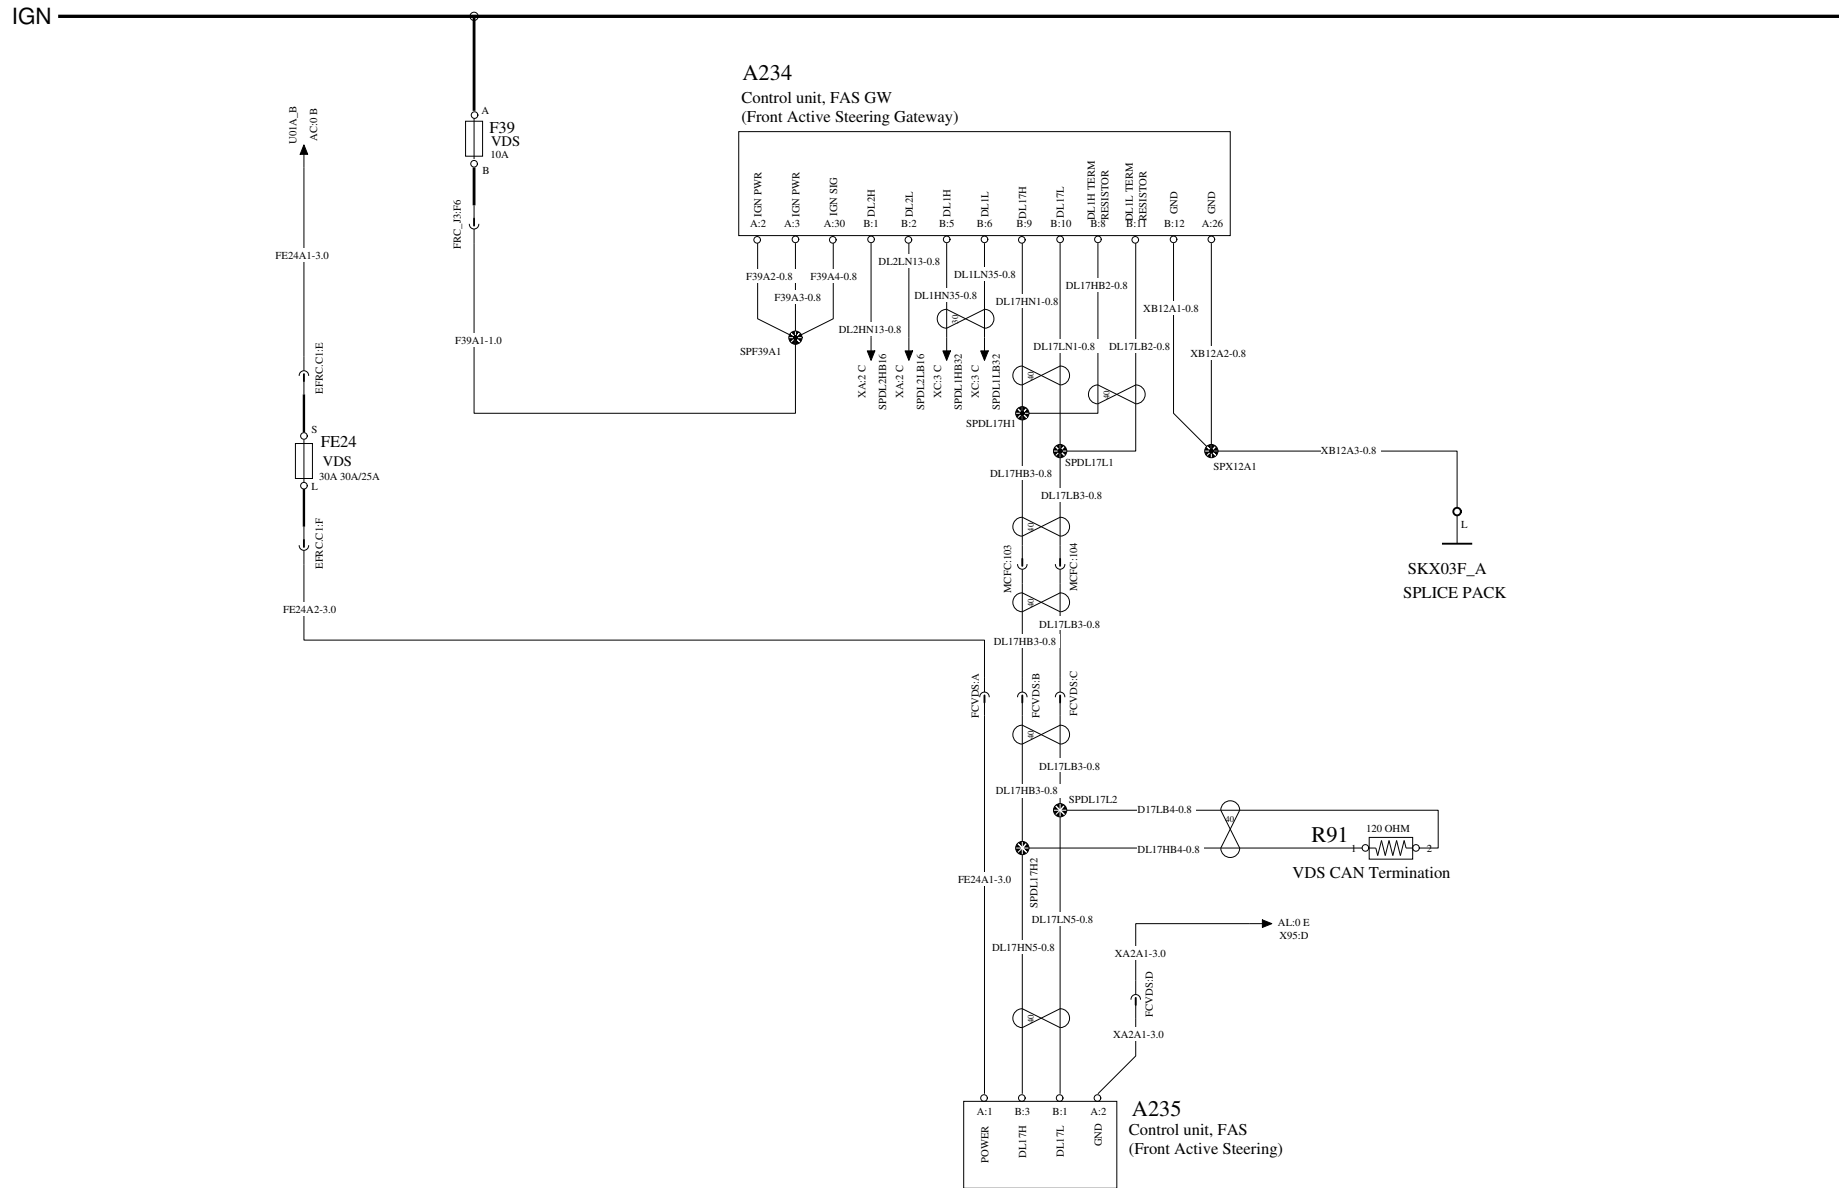 IGN
A234
Control unit, FAS GW
(Front Active Steering Gateway)
U01A_B
AC:0 B
A
F39
VDS
10A
B
FRC_J3:F6
IGN PWR
IGN PWR
IGN SIG
DL2H
DL2L
DL1H
DL1L
DL17H
DL17L
DL1H TERM
RESISTOR
DL1L TERM
RESISTOR
GND
GND
A:2
A:3
A:30
B:1
B:2
B:5
B:6
B:9
B:10
B:8
B:11
B:12
A:26
FE24A1-3.0
F39A2-0.8
F39A3-0.8
F39A4-0.8
DL2LN13-0.8
DL1LN35-0.8
DL1HN35-0.8
DL17HN1-0.8
DL17HB2-0.8
XB12A1-0.8
30
DL2HN13-0.8
F39A1-1.0
SPF39A1
DL17LN1-0.8
DL17LB2-0.8
XB12A2-0.8
EFRC.C1:E
XA:2 C
SPDL2HB16
XA:2 C
SPDL2LB16
XC:3 C
SPDL1HB32
XC:3 C
SPDL1LB32
40
40
SPDL17H1
S
FE24
VDS
30A 30A/25A
L
SPDL17L1
SPX12A1
XB12A3-0.8
DL17HB3-0.8
DL17LB3-0.8
EFRC.C1:F
40
MCFC:103
MCFC:104
L
SKX03F_A
SPLICE PACK
40
FE24A2-3.0
DL17LB3-0.8
DL17HB3-0.8
FCVDS:A
FCVDS:B
FCVDS:C
40
DL17LB3-0.8
DL17HB3-0.8
SPDL17L2
D17LB4-0.8
40
R91
120 OHM
1
2
DL17HB4-0.8
VDS CAN Termination
SPDL17H2
FE24A1-3.0
DL17LN5-0.8
AL:0 E
X95:D
DL17HN5-0.8
XA2A1-3.0
FCVDS:D
40
XA2A1-3.0
A:1
B:3
B:1
A:2
POWER
DL17H
DL17L
GND
A235
Control unit, FAS
(Front Active Steering)